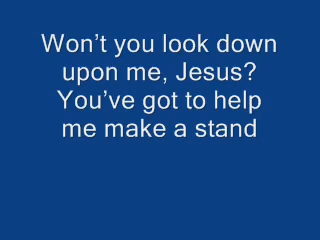 Won’t you look down
upon me, Jesus?
You’ve got to help
me make a stand